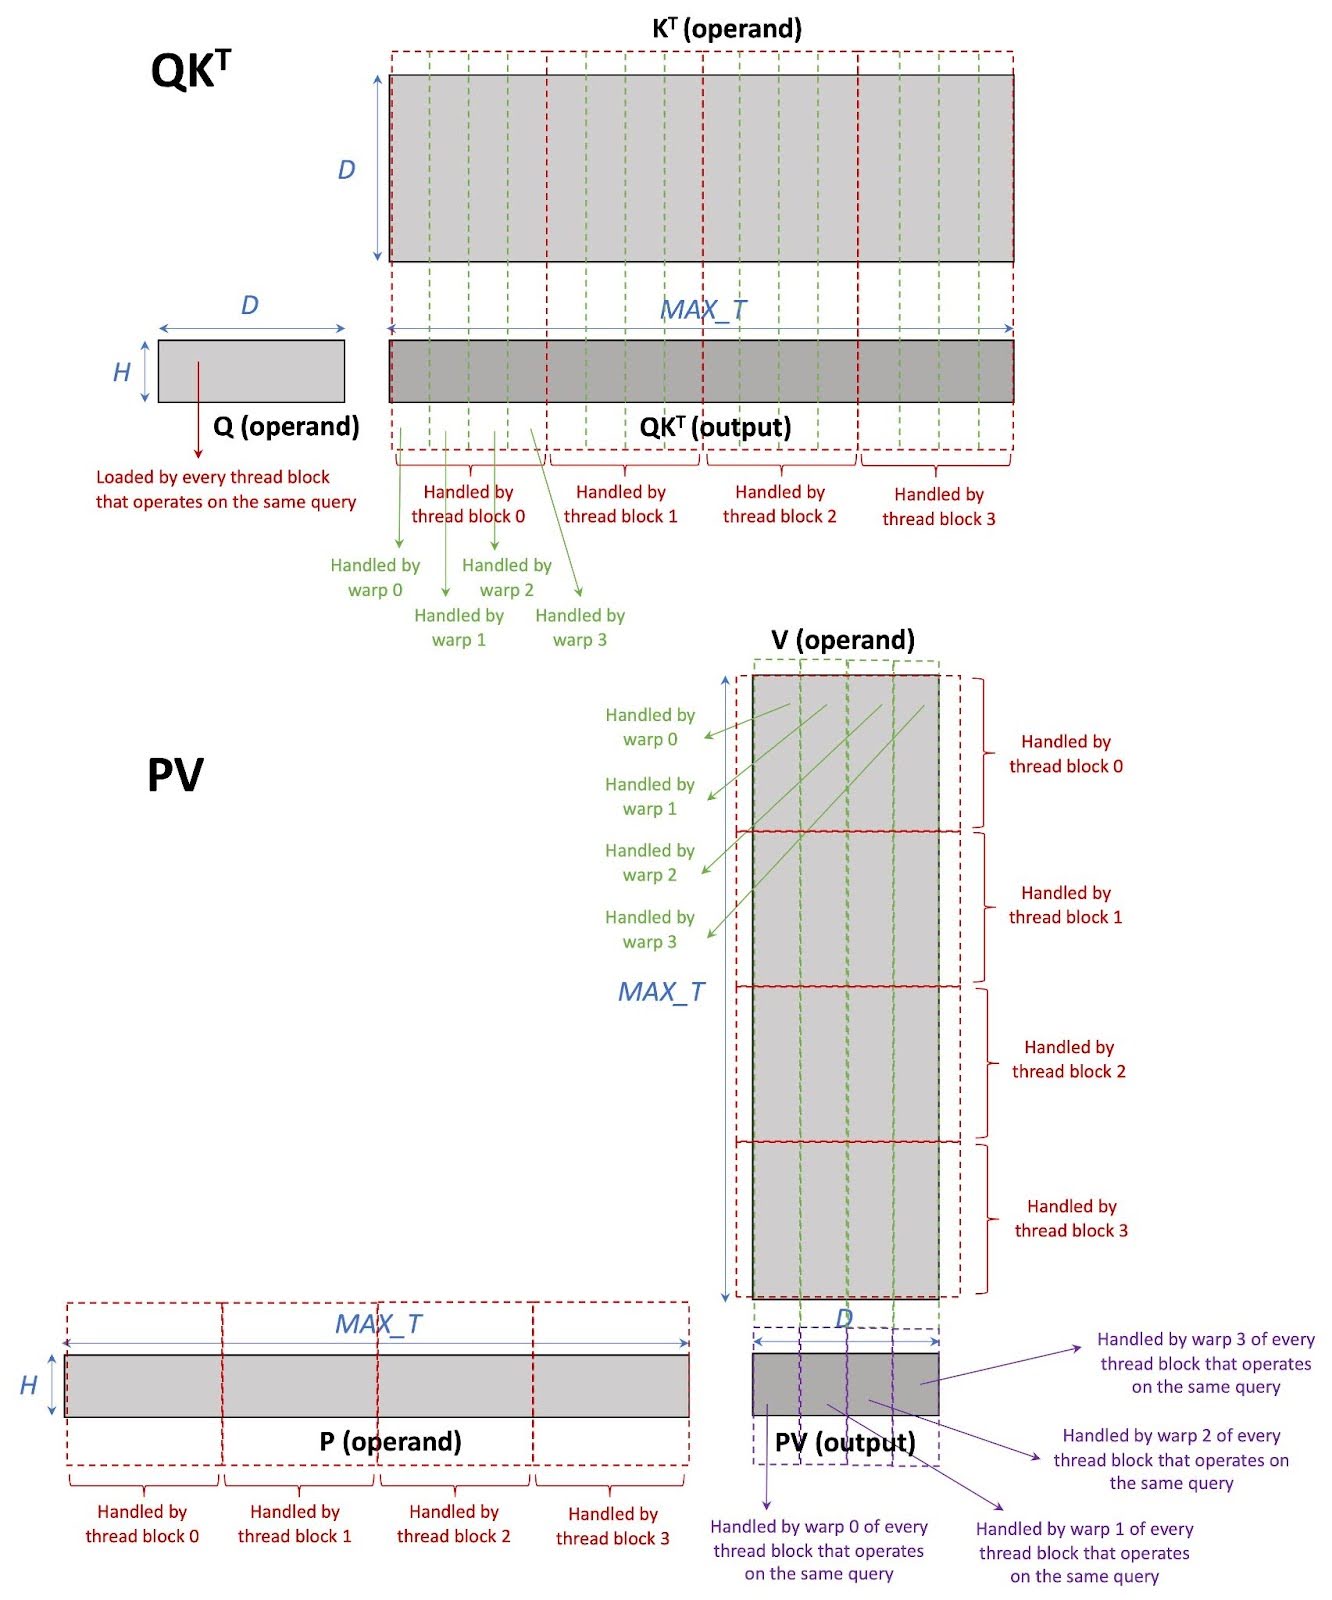 QKᵀ
Kᵀ (operand)
D
D
MAX_T
H
Q (operand)
QKᵀ (output)
Loaded by every thread block
that operates on the same query
Handled by
thread block 0
Handled by
thread block 1
Handled by
thread block 2
Handled by
thread block 3
Handled by
warp 0
Handled by
warp 1
Handled by
warp 2
Handled by
warp 3
PV
V (operand)
Handled by
warp 0
Handled by
warp 1
Handled by
warp 2
Handled by
warp 3
MAX_T
Handled by
thread block 0
Handled by
thread block 1
Handled by
thread block 2
Handled by
thread block 3
MAX_T
H
P (operand)
Handled by
thread block 0
Handled by
thread block 1
Handled by
thread block 2
Handled by
thread block 3
D
PV (output)
Handled by warp 3 of every
thread block that operates
on the same query
Handled by warp 2 of every
thread block that operates on
the same query
Handled by warp 0 of every
thread block that operates
on the same query
Handled by warp 1 of every
thread block that operates
on the same query